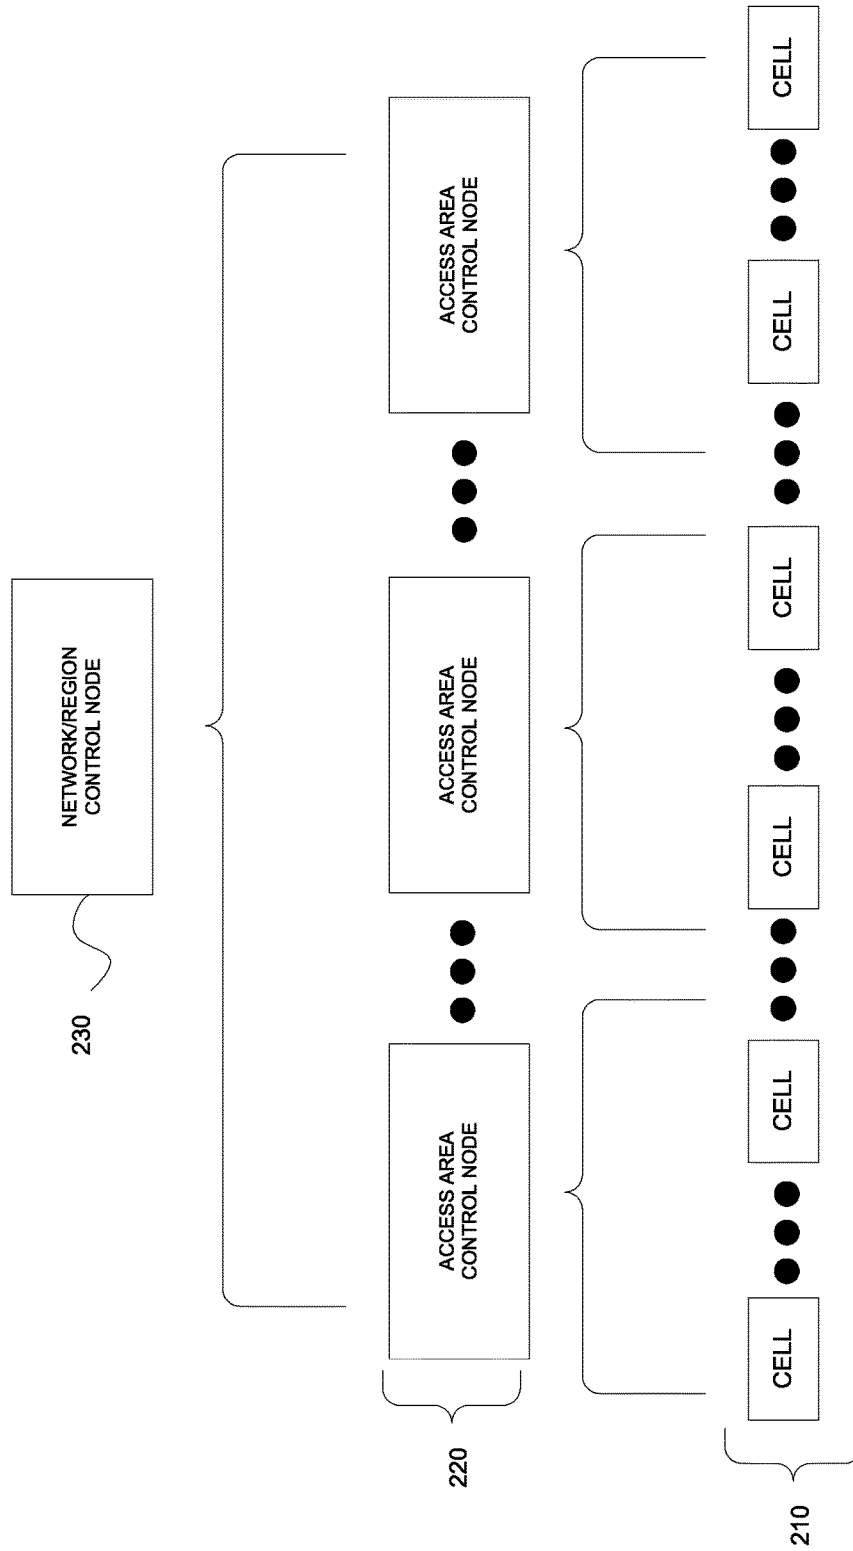 NETWORK/REGION
CONTROL NODE
230
ACCESS AREA
CONTROL NODE
ACCESS AREA
CONTROL NODE
ACCESS AREA
CONTROL NODE
220
CELL
CELL
CELL
CELL
CELL
CELL
210